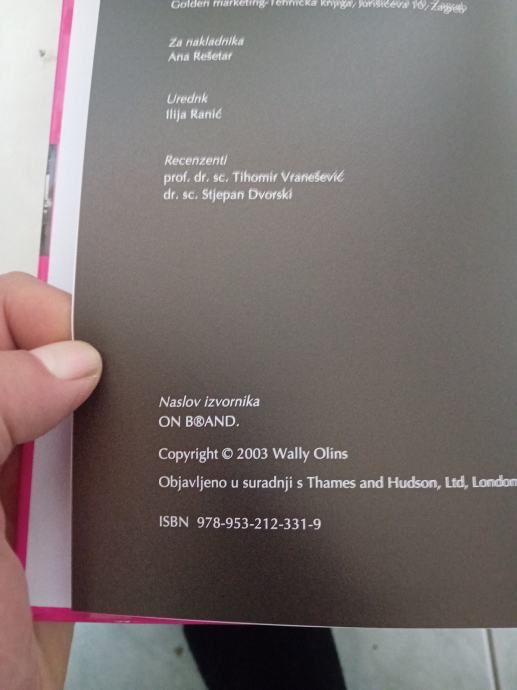 Golden marketing-Tehnička knjiga, Jurišićeva 10, Zagreb
Za nakladnika
Ana Rešetar
Urednk
Ilija Ranić
Recenzenti
prof. dr. sc. Tihomir Vranešević
dr. sc. Stjepan Dvorski
Naslov izvornika
ON B®AND.
Copyright © 2003 Wally Olins
Objavljeno u suradnji s Thames and Hudson, Ltd, London
ISBN 978-953-212-331-9